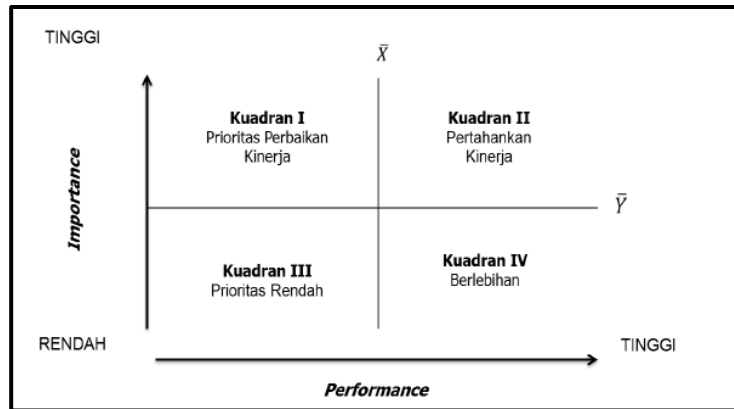 TINGGI
X̄
Kuadran I
Prioritas Perbaikan
Kinerja
Kuadran II
Pertahankan
Kinerja
Importance
Ȳ
Kuadran III
Prioritas Rendah
Kuadran IV
Berlebihan
RENDAH
TINGGI
Performance